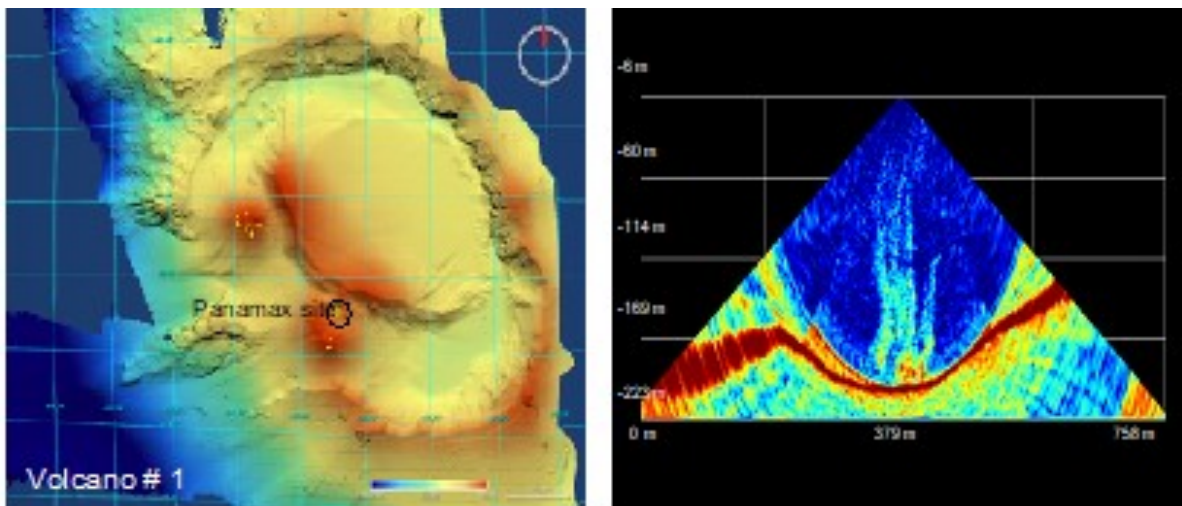 Panamax site
Volcano # 1
-6 m
-60 m
-114 m
-169 m
-223 m
0 m
379 m
758 m